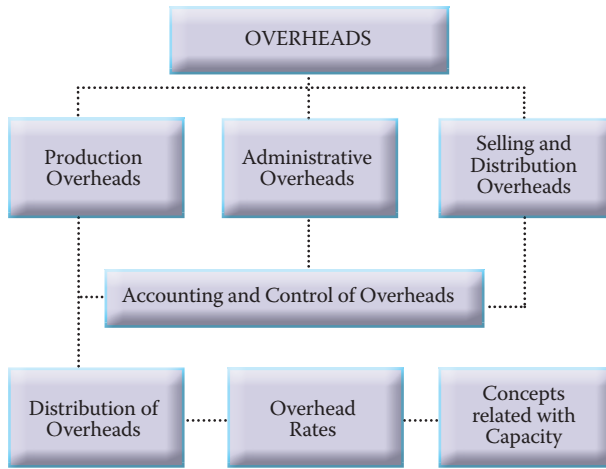 OVERHEADS
Production
Overheads
Administrative
Overheads
Selling and
Distribution
Overheads
Accounting and Control of Overheads
Distribution of
Overheads
Overhead
Rates
Concepts
related with
Capacity